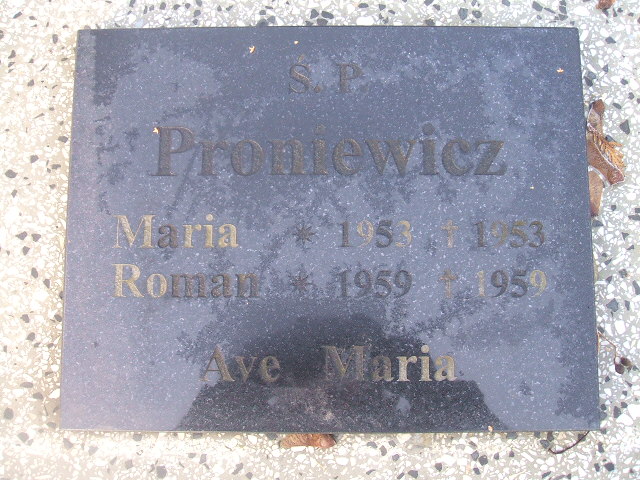 Ś. P.
Proniewicz
Maria * 1953 † 1953
Roman * 1959 † 1959
Ave Maria